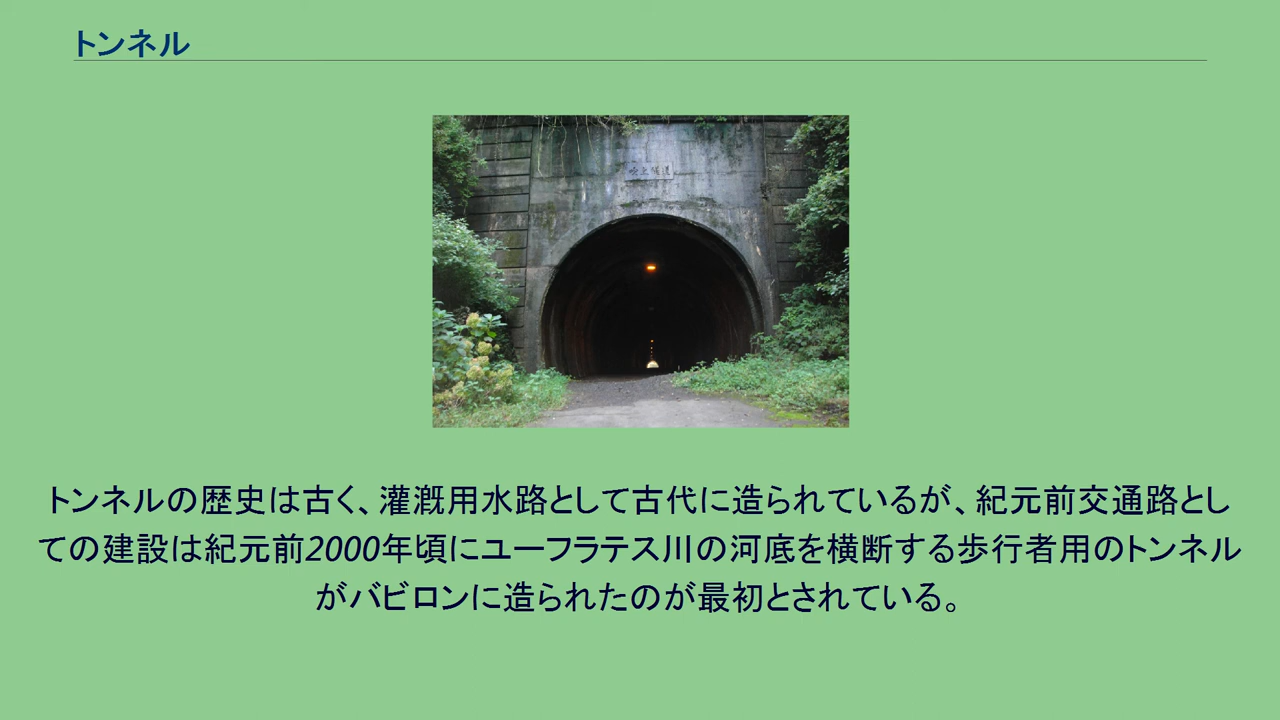 トンネル
吹上隧道
トンネルの歴史は古く、灌漑用水路として古代に造られているが、紀元前交通路とし
ての建設は紀元前2000年頃にユーフラテス川の河底を横断する歩行者用のトンネル
がバビロンに造られたのが最初とされている。